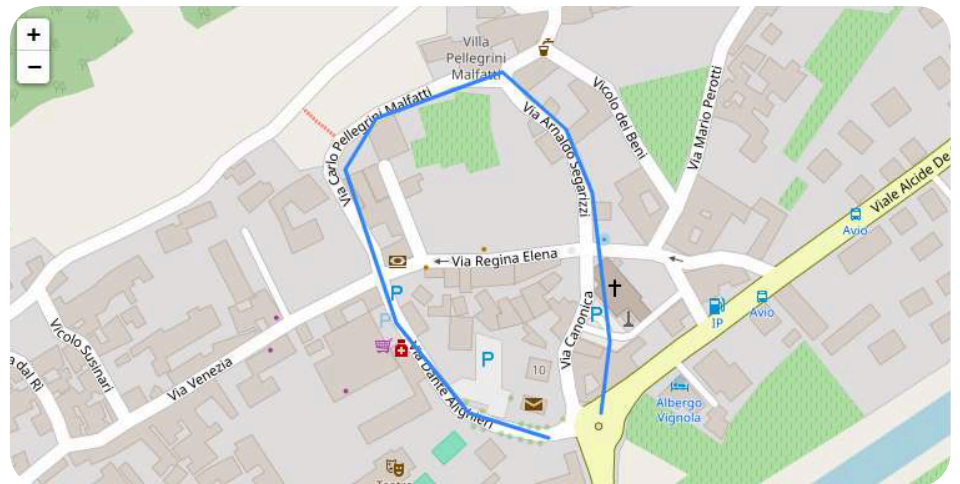 +
−
Villa
Pellegrini
Malfatti
Via Carlo Pellegrini Malfatti
Via Arnaldo Segarizzi
Vicolo dei Beni
Via Mario Perotti
Viale Alcide De
Avio
Via Regina Elena
P
P
P
P
IP
Avio
Via Canonica
Vicolo Susinari
a dal Rì
Via Venezia
Via Dante Alighieri
10
Albergo
Vignola